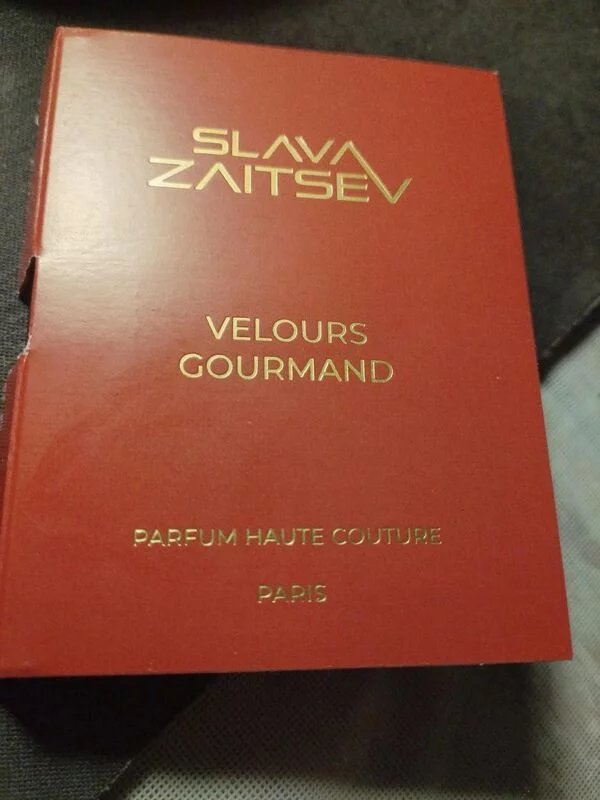 SLAVA
ZAITSEV
VELOURS
GOURMAND
PARFUM HAUTE COUTURE
PARIS